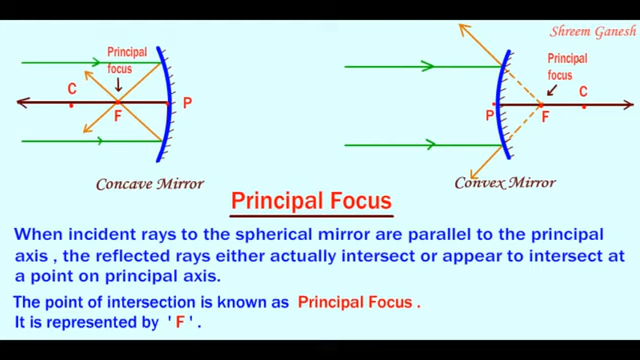 Shreem Ganesh
Principal
focus
C
F
P
Concave Mirror
Principal
focus
C
P
F
Convex Mirror
Principal Focus
When incident rays to the spherical mirror are parallel to the principal
axis , the reflected rays either actually intersect or appear to intersect at
a point on principal axis.
The point of intersection is known as Principal Focus .
It is represented by ' F ' .